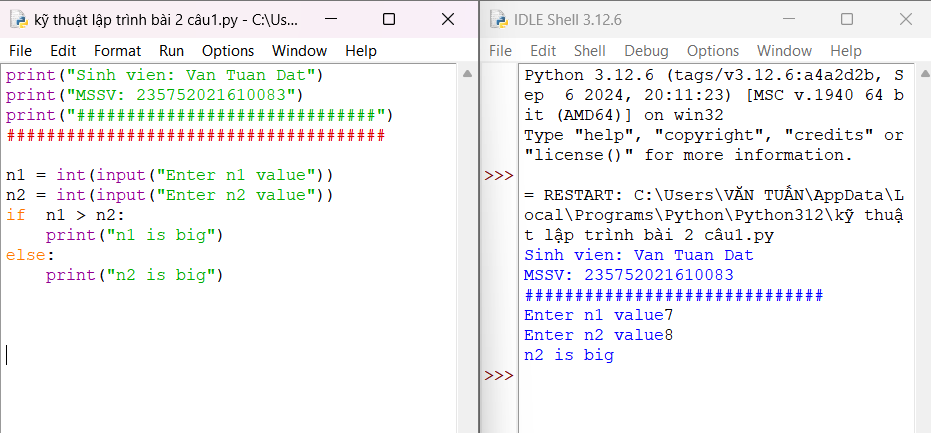 kỹ thuật lập trình bài 2 câu1.py - C:\Us...
File Edit Format Run Options Window Help
print("Sinh vien: Van Tuan Dat")
print("MSSV: 235752021610083")
print("##############################")
######################################
n1 = int(input("Enter n1 value"))
n2 = int(input("Enter n2 value"))
if  n1 > n2:
    print("n1 is big")
else:
    print("n2 is big")
IDLE Shell 3.12.6
File Edit Shell Debug Options Window Help
Python 3.12.6 (tags/v3.12.6:a4a2d2b, S
ep  6 2024, 20:11:23) [MSC v.1940 64 b
it (AMD64)] on win32
Type "help", "copyright", "credits" or
"license()" for more information.
>>>
= RESTART: C:\Users\VĂN TUẤN\AppData\L
ocal\Programs\Python\Python312\kỹ thuậ
t lập trình bài 2 câu1.py
Sinh vien: Van Tuan Dat
MSSV: 235752021610083
##############################
Enter n1 value7
Enter n2 value8
n2 is big
>>>